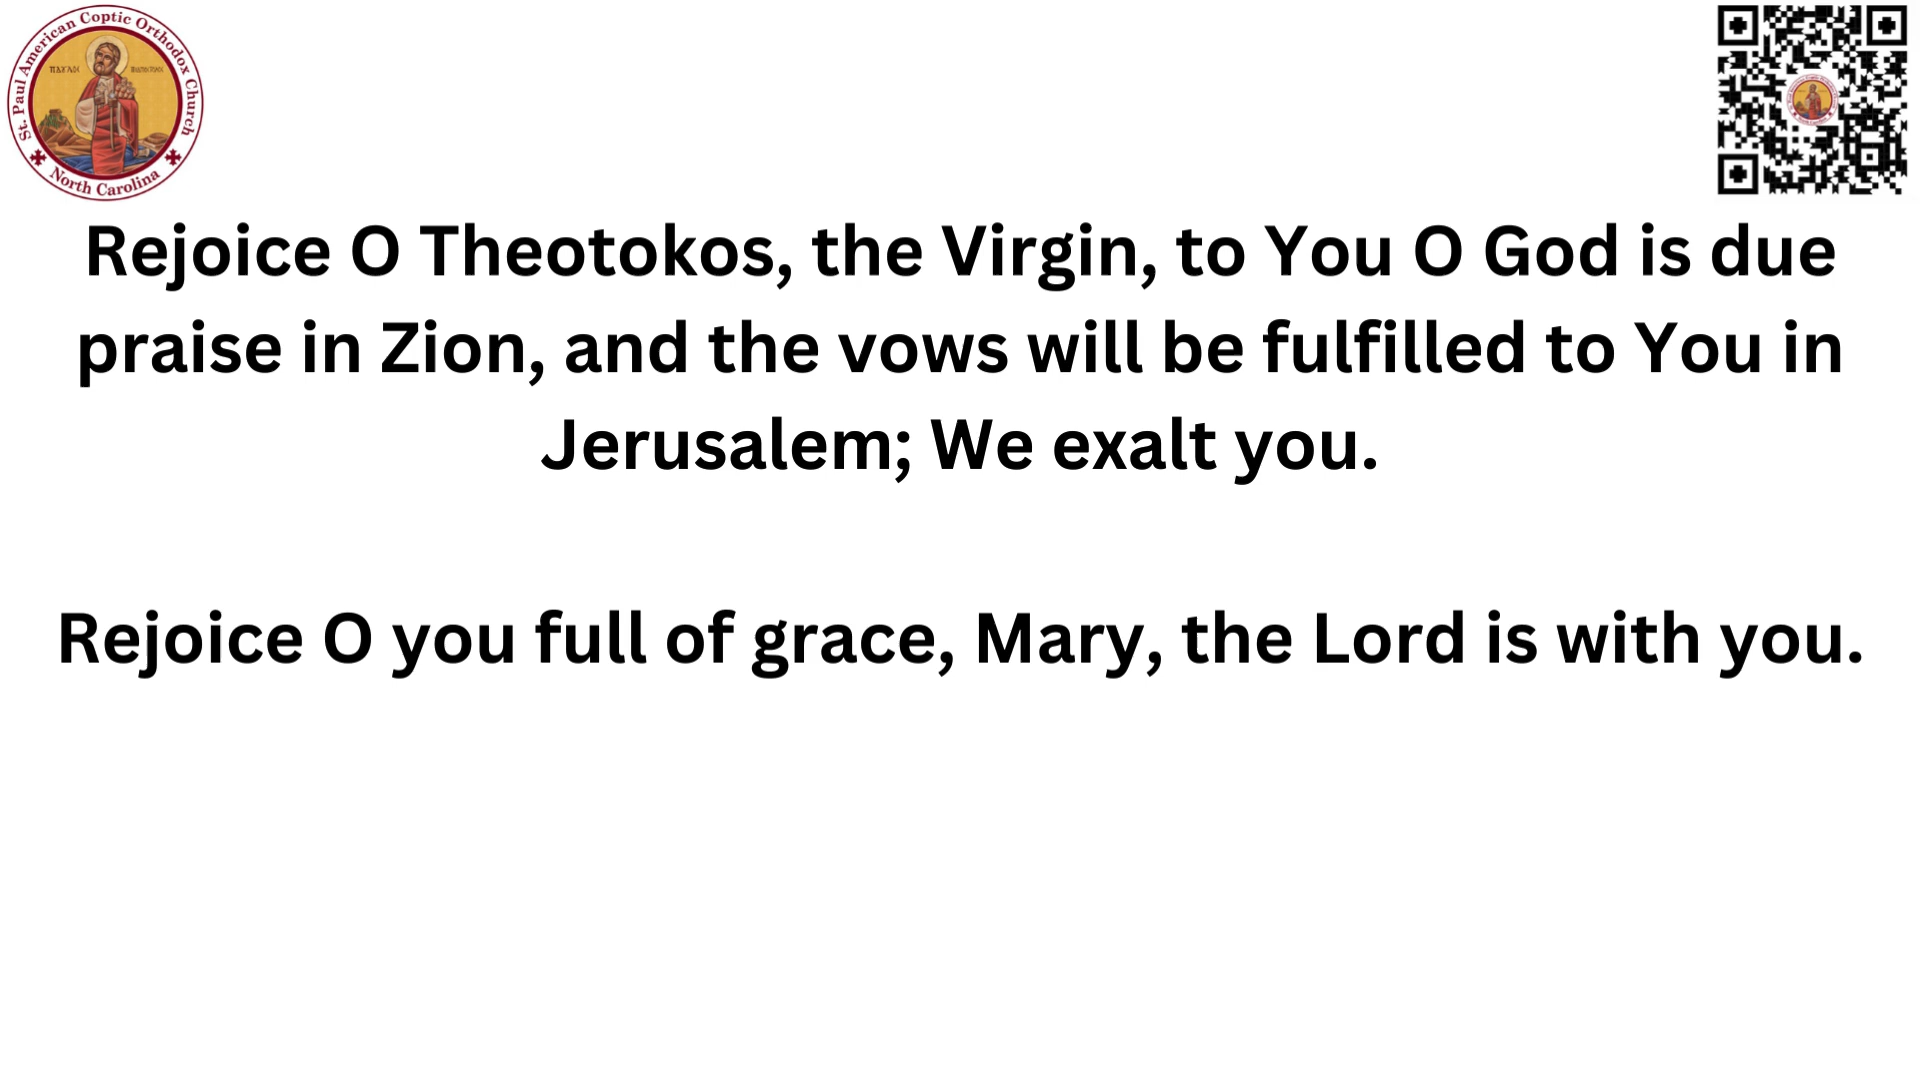 St. Paul American Coptic Orthodox Church
North Carolina
Rejoice O Theotokos, the Virgin, to You O God is due
praise in Zion, and the vows will be fulfilled to You in
Jerusalem; We exalt you.
Rejoice O you full of grace, Mary, the Lord is with you.